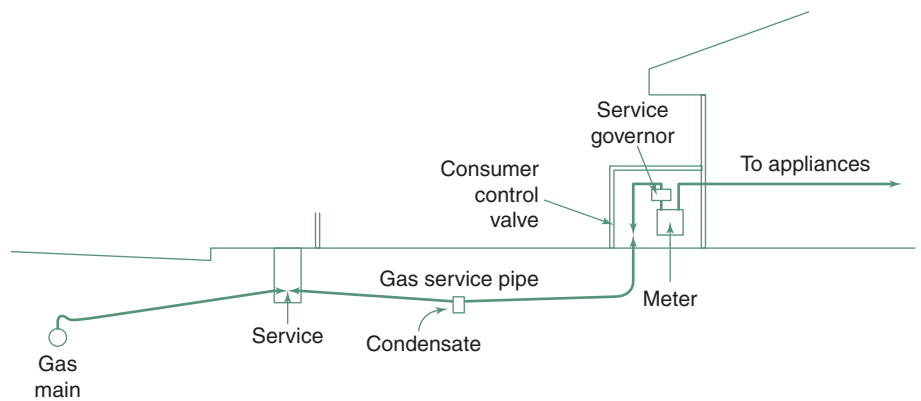 Service
governor
To appliances
Consumer
control
valve
Gas service pipe
Meter
Service
Condensate
Gas
main